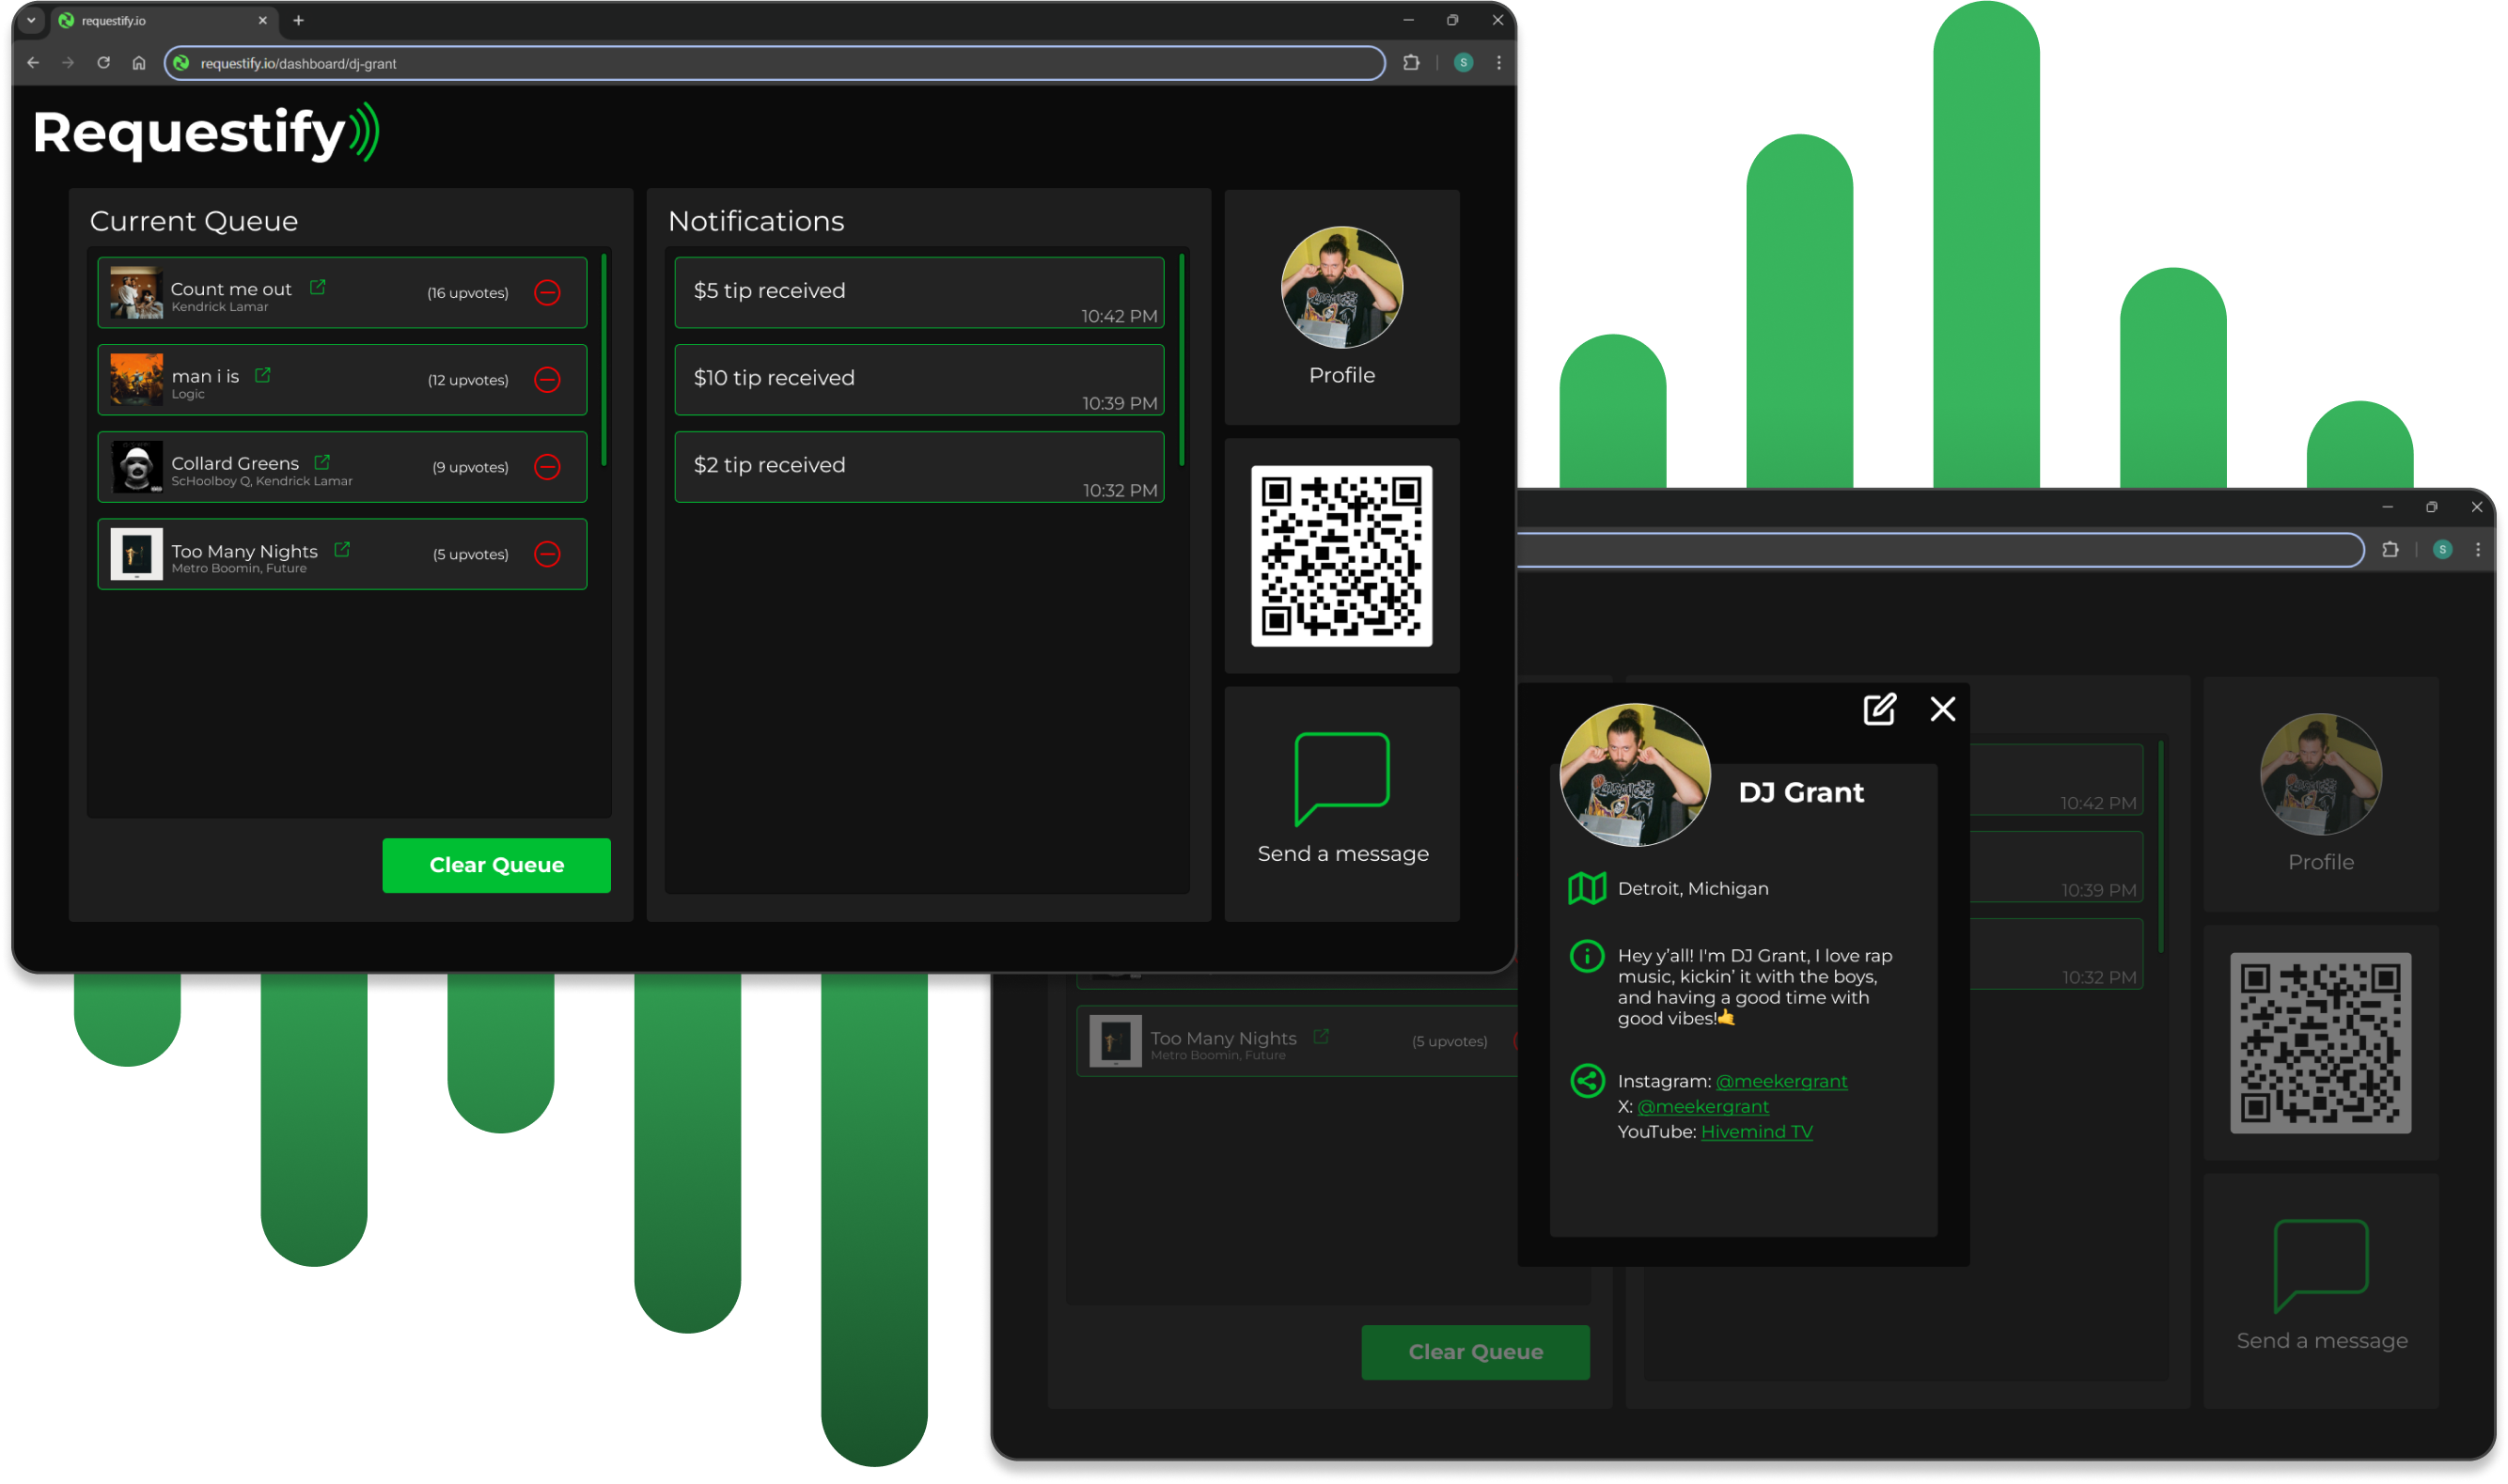 requestify.io
requestify.io/dashboard/dj-grant
S
Requestify
Current Queue
Count me out
Kendrick Lamar
(16 upvotes)
man i is
Logic
(12 upvotes)
Collard Greens
ScHoolboy Q, Kendrick Lamar
(9 upvotes)
Too Many Nights
Metro Boomin, Future
(5 upvotes)
Clear Queue
Notifications
$5 tip received
10:42 PM
$10 tip received
10:39 PM
$2 tip received
10:32 PM
Profile
Send a message
S
Too Many Nights
Metro Boomin, Future
(5 upvotes)
Clear Queue
DJ Grant
Detroit, Michigan
Hey y’all! I'm DJ Grant, I love rap
music, kickin’ it with the boys,
and having a good time with
good vibes!🤙
Instagram: @meekergrant
X: @meekergrant
YouTube: Hivemind TV
10:42 PM
10:39 PM
10:32 PM
Profile
Send a message